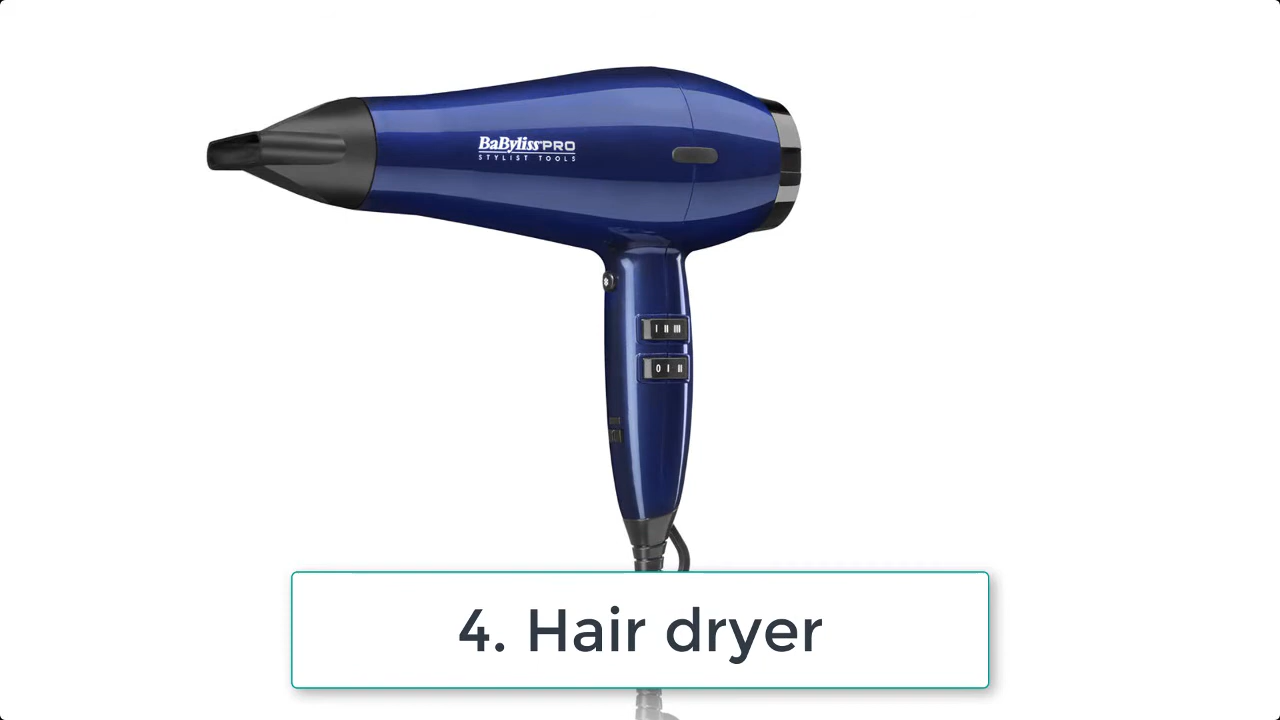 BaByliss PRO
STYLIST TOOLS
I II III
0 I II
4. Hair dryer